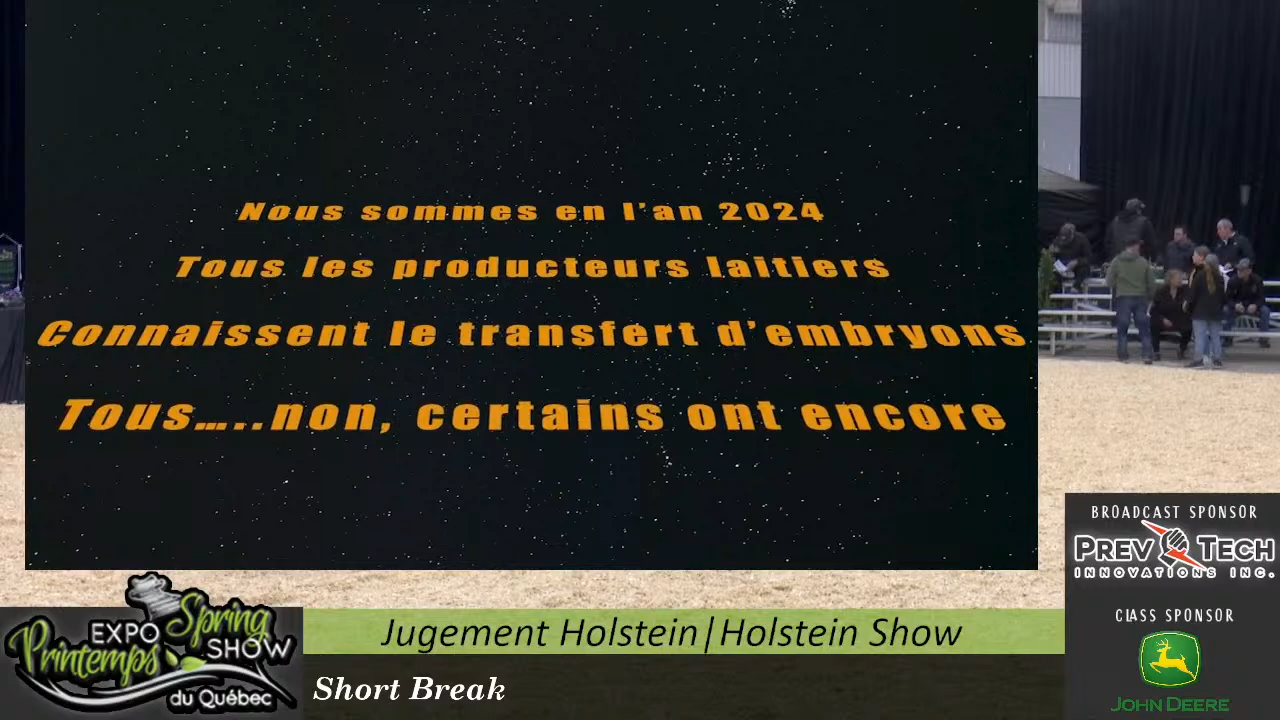 Nous sommes en l'an 2024
Tous les producteurs laitiers
Connaissent le transfert d'embryons
Tous.....non, certains ont encore
BROADCAST SPONSOR
PREV TECH
INNOVATIONS INC.
CLASS SPONSOR
JOHN DEERE
EXPO Printemps
Spring SHOW
du Québec
Jugement Holstein|Holstein Show
Short Break